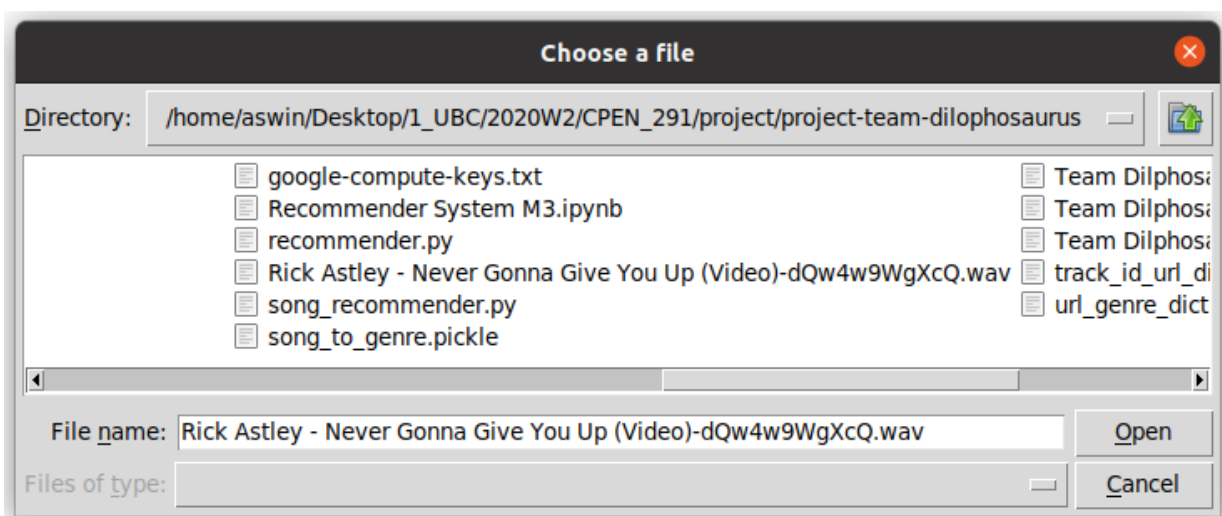 Choose a file
Directory: /home/aswin/Desktop/1_UBC/2020W2/CPEN_291/project/project-team-dilophosaurus
google-compute-keys.txt
Recommender System M3.ipynb
recommender.py
Rick Astley - Never Gonna Give You Up (Video)-dQw4w9WgXcQ.wav
song_recommender.py
song_to_genre.pickle
Team Dilphosa
Team Dilphosa
Team Dilphosa
track_id_url_di
url_genre_dict
File name: Rick Astley - Never Gonna Give You Up (Video)-dQw4w9WgXcQ.wav Open
Files of type: Cancel